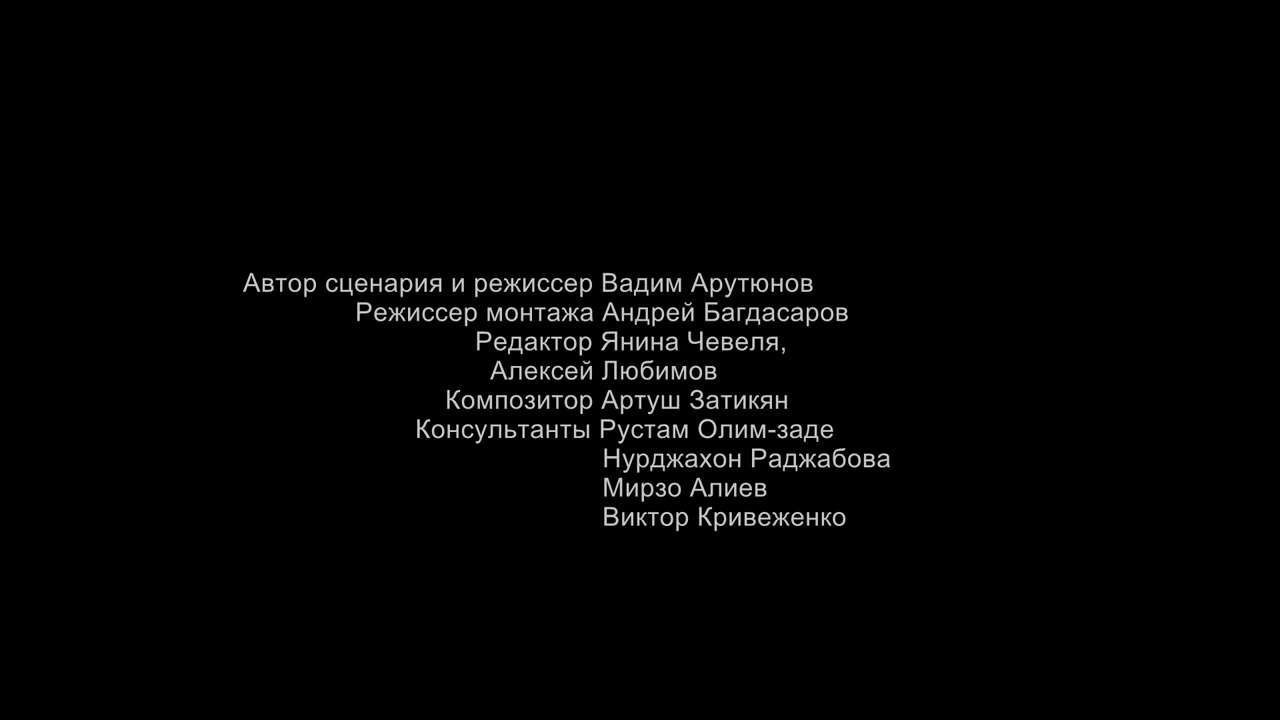 Автор сценария и режиссер Вадим Арутюнов
Режиссер монтажа Андрей Багдасаров
Редактор Янина Чевеля,
Алексей Любимов
Композитор Артуш Затикян
Консультанты Рустам Олим-заде
Нурджахон Раджабова
Мирзо Алиев
Виктор Кривеженко